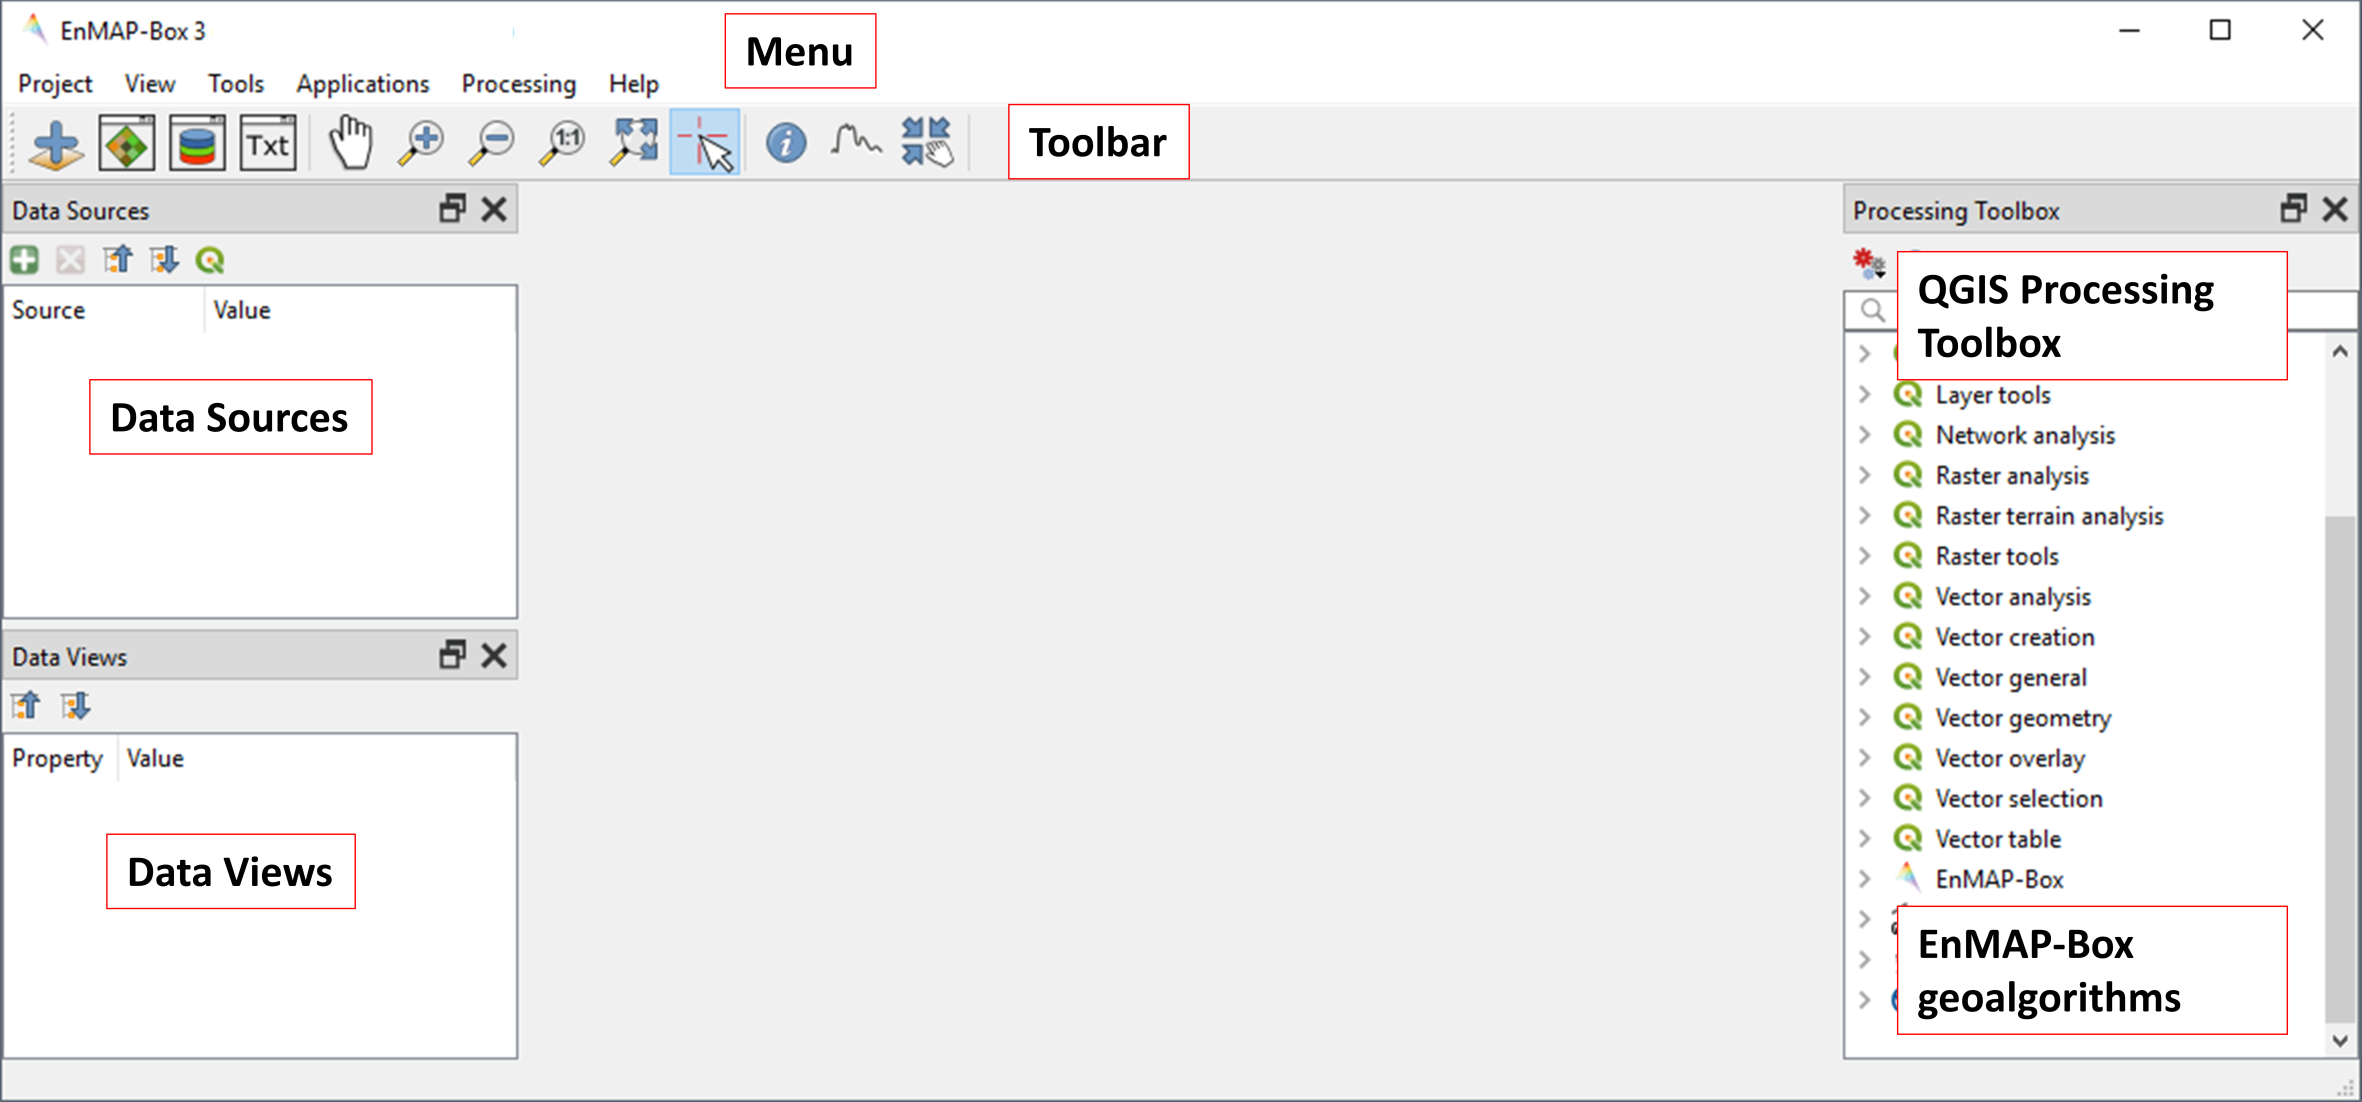 EnMAP-Box 3
Menu
Project View Tools Applications Processing Help
Txt
1:1
Toolbar
Data Sources
Source Value
Data Sources
Data Views
Property Value
Data Views
Processing Toolbox
QGIS Processing
Toolbox
Layer tools
Network analysis
Raster analysis
Raster terrain analysis
Raster tools
Vector analysis
Vector creation
Vector general
Vector geometry
Vector overlay
Vector selection
Vector table
EnMAP-Box
EnMAP-Box
geoalgorithms